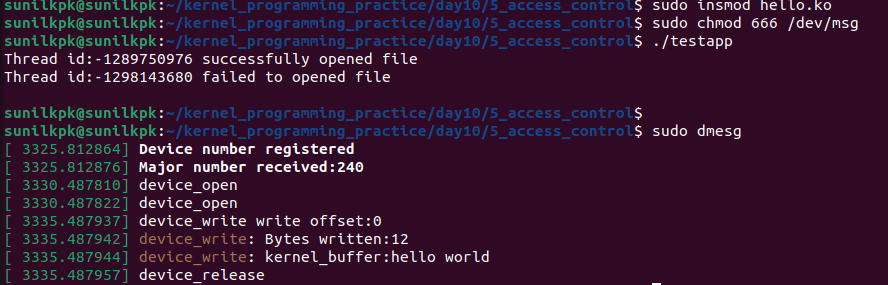 sunilkpk@sunilkpk:~/kernel_programming_practice/day10/5_access_control$ sudo insmod hello.ko
sunilkpk@sunilkpk:~/kernel_programming_practice/day10/5_access_control$ sudo chmod 666 /dev/msg
sunilkpk@sunilkpk:~/kernel_programming_practice/day10/5_access_control$ ./testapp
Thread id:-1289750976 successfully opened file
Thread id:-1298143680 failed to opened file
sunilkpk@sunilkpk:~/kernel_programming_practice/day10/5_access_control$
sunilkpk@sunilkpk:~/kernel_programming_practice/day10/5_access_control$ sudo dmesg
[ 3325.812864] Device number registered
[ 3325.812876] Major number received:240
[ 3330.487810] device_open
[ 3330.487822] device_open
[ 3335.487937] device_write write offset:0
[ 3335.487942] device_write: Bytes written:12
[ 3335.487944] device_write: kernel_buffer:hello world
[ 3335.487957] device_release